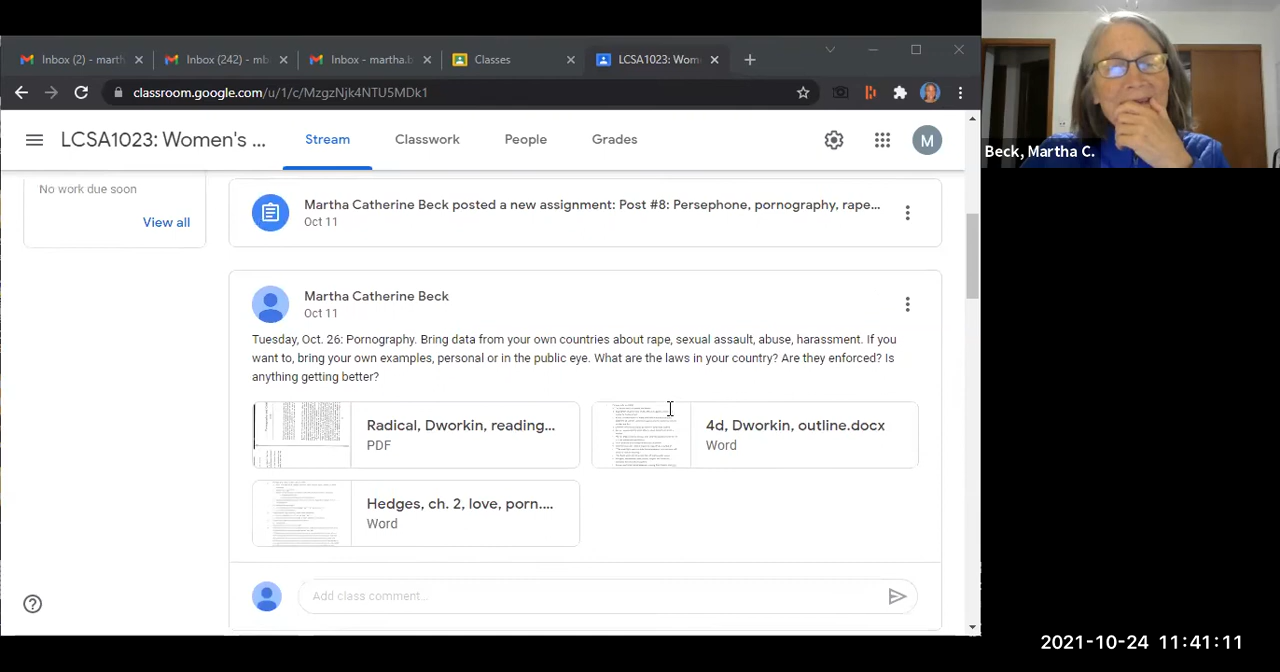 Inbox (2) - marth
Inbox (242) - mb
Inbox - martha.b
Classes
LCSA1023: Wom
classroom.google.com/u/1/c/MzgzNjk4NTU5MDk1
LCSA1023: Women's ...
Stream
Classwork
People
Grades
M
Beck, Martha C.
No work due soon
View all
Martha Catherine Beck posted a new assignment: Post #8: Persephone, pornography, rape...
Oct 11
Martha Catherine Beck
Oct 11
Tuesday, Oct. 26: Pornography. Bring data from your own countries about rape, sexual assault, abuse, harassment. If you
want to, bring your own examples, personal or in the public eye. What are the laws in your country? Are they enforced? Is
anything getting better?
Radical, Dworkin, reading...
PDF
4d, Dworkin, outline.docx
Word
Hedges, ch. 2, love, porn....
Word
Add class comment...
2021-10-24 11:41:11